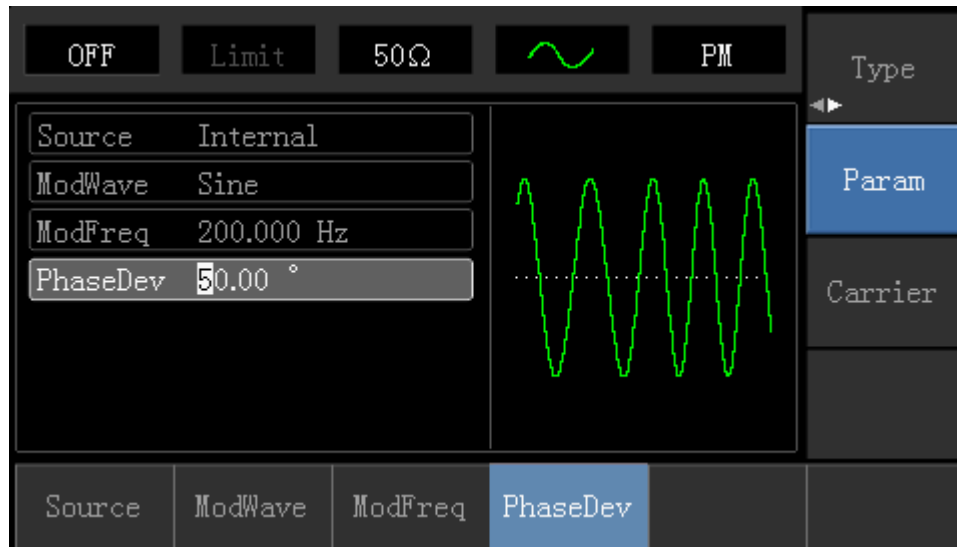 OFF Limit 50Ω PM
Type
Source Internal
ModWave Sine
ModFreq 200.000 Hz
PhaseDev 50.00 °
Param
Carrier
Source ModWave ModFreq PhaseDev